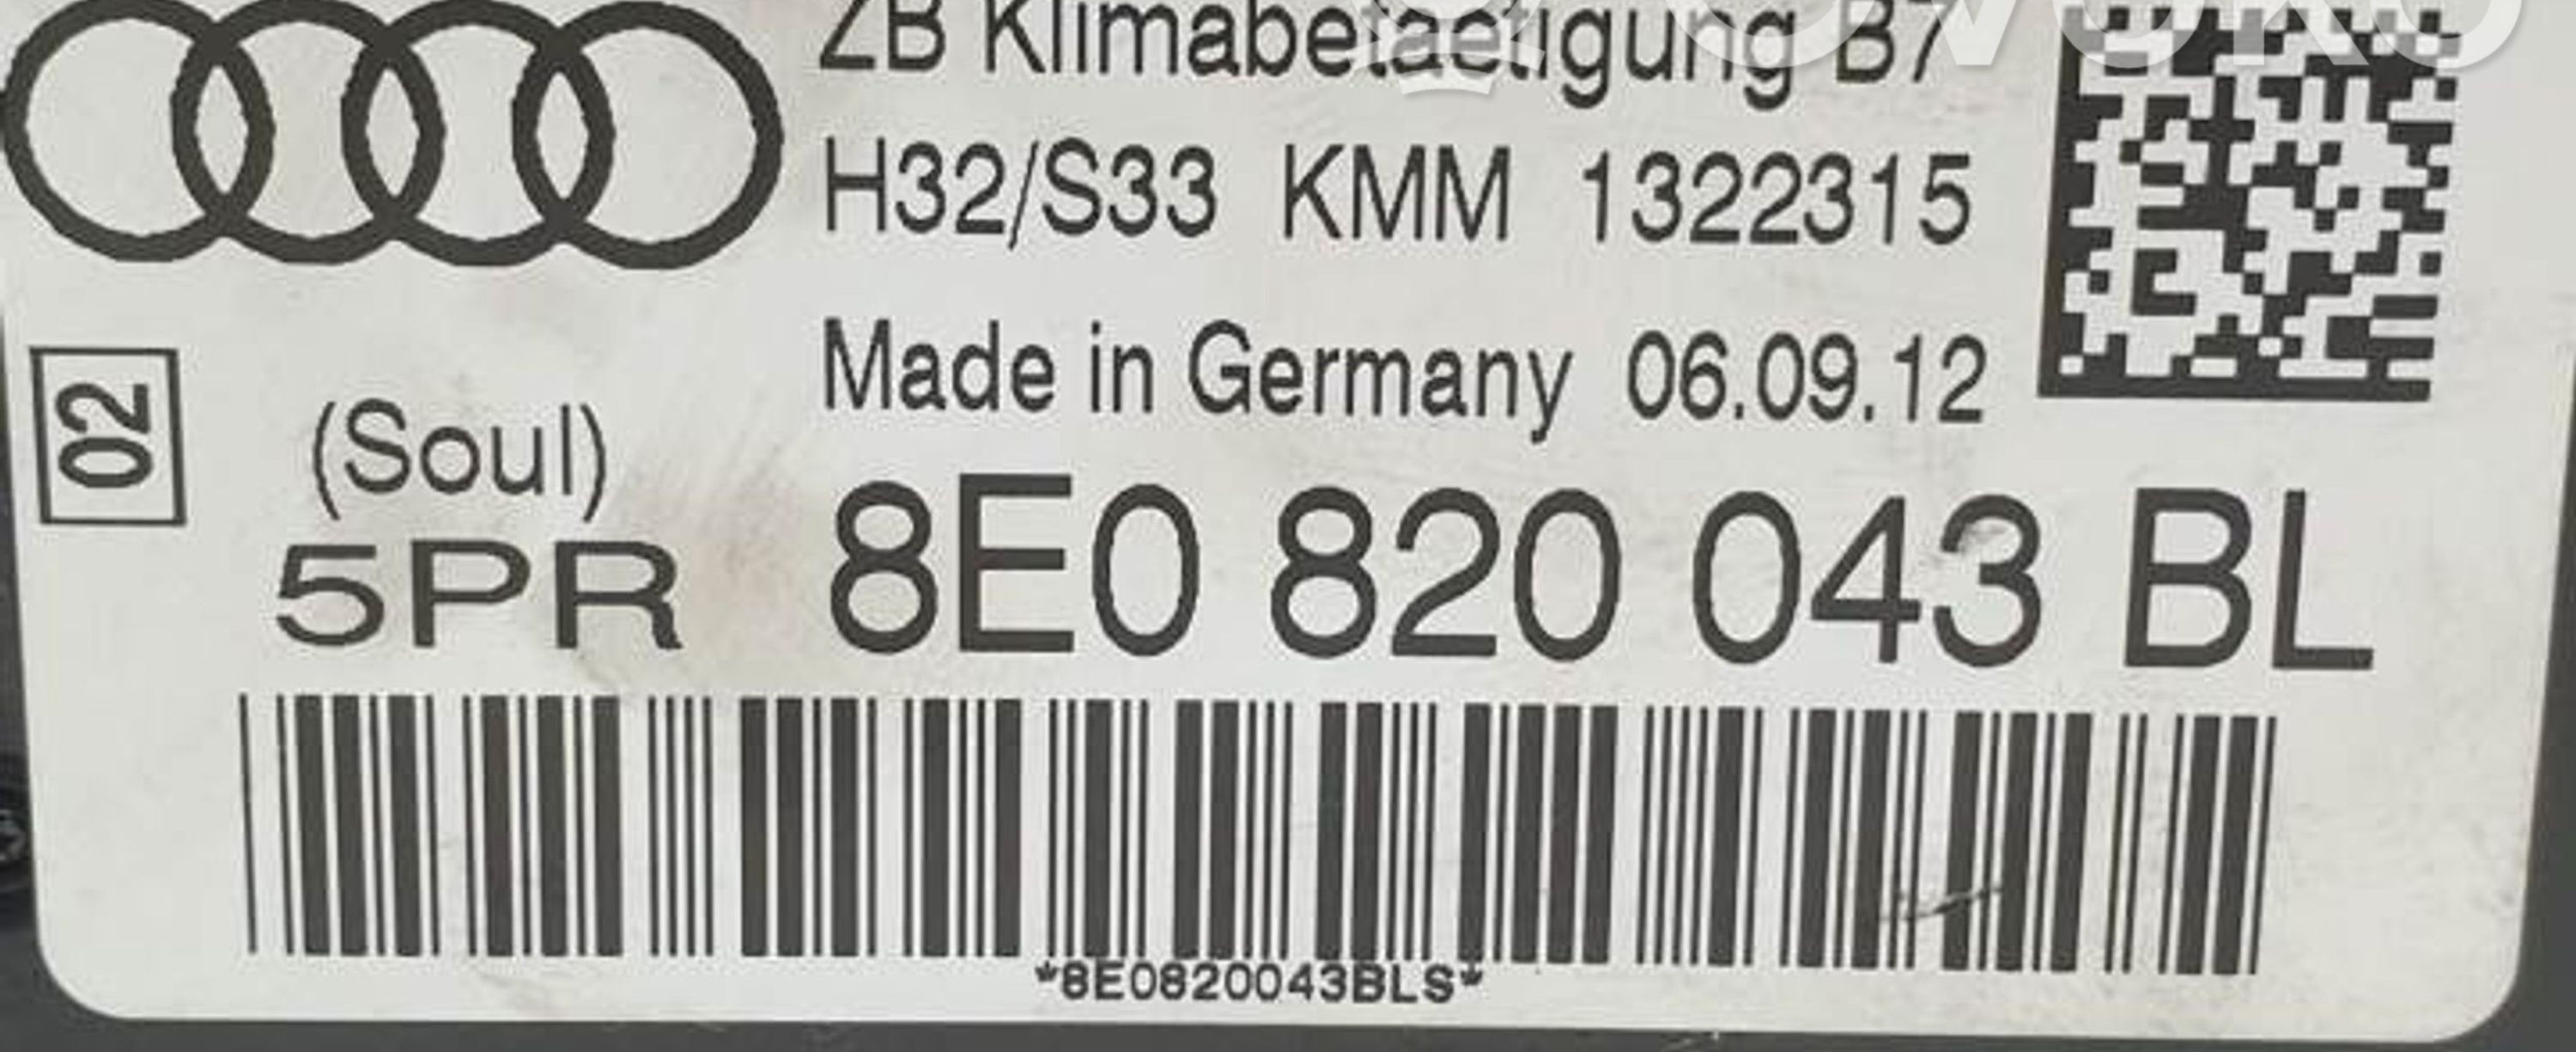 ZB Klimabetaetigung B7
H32/S33 KMM 1322315
Made in Germany 06.09.12
02
(Soul)
5PR 8E0 820 043 BL
*8E0820043BLS*